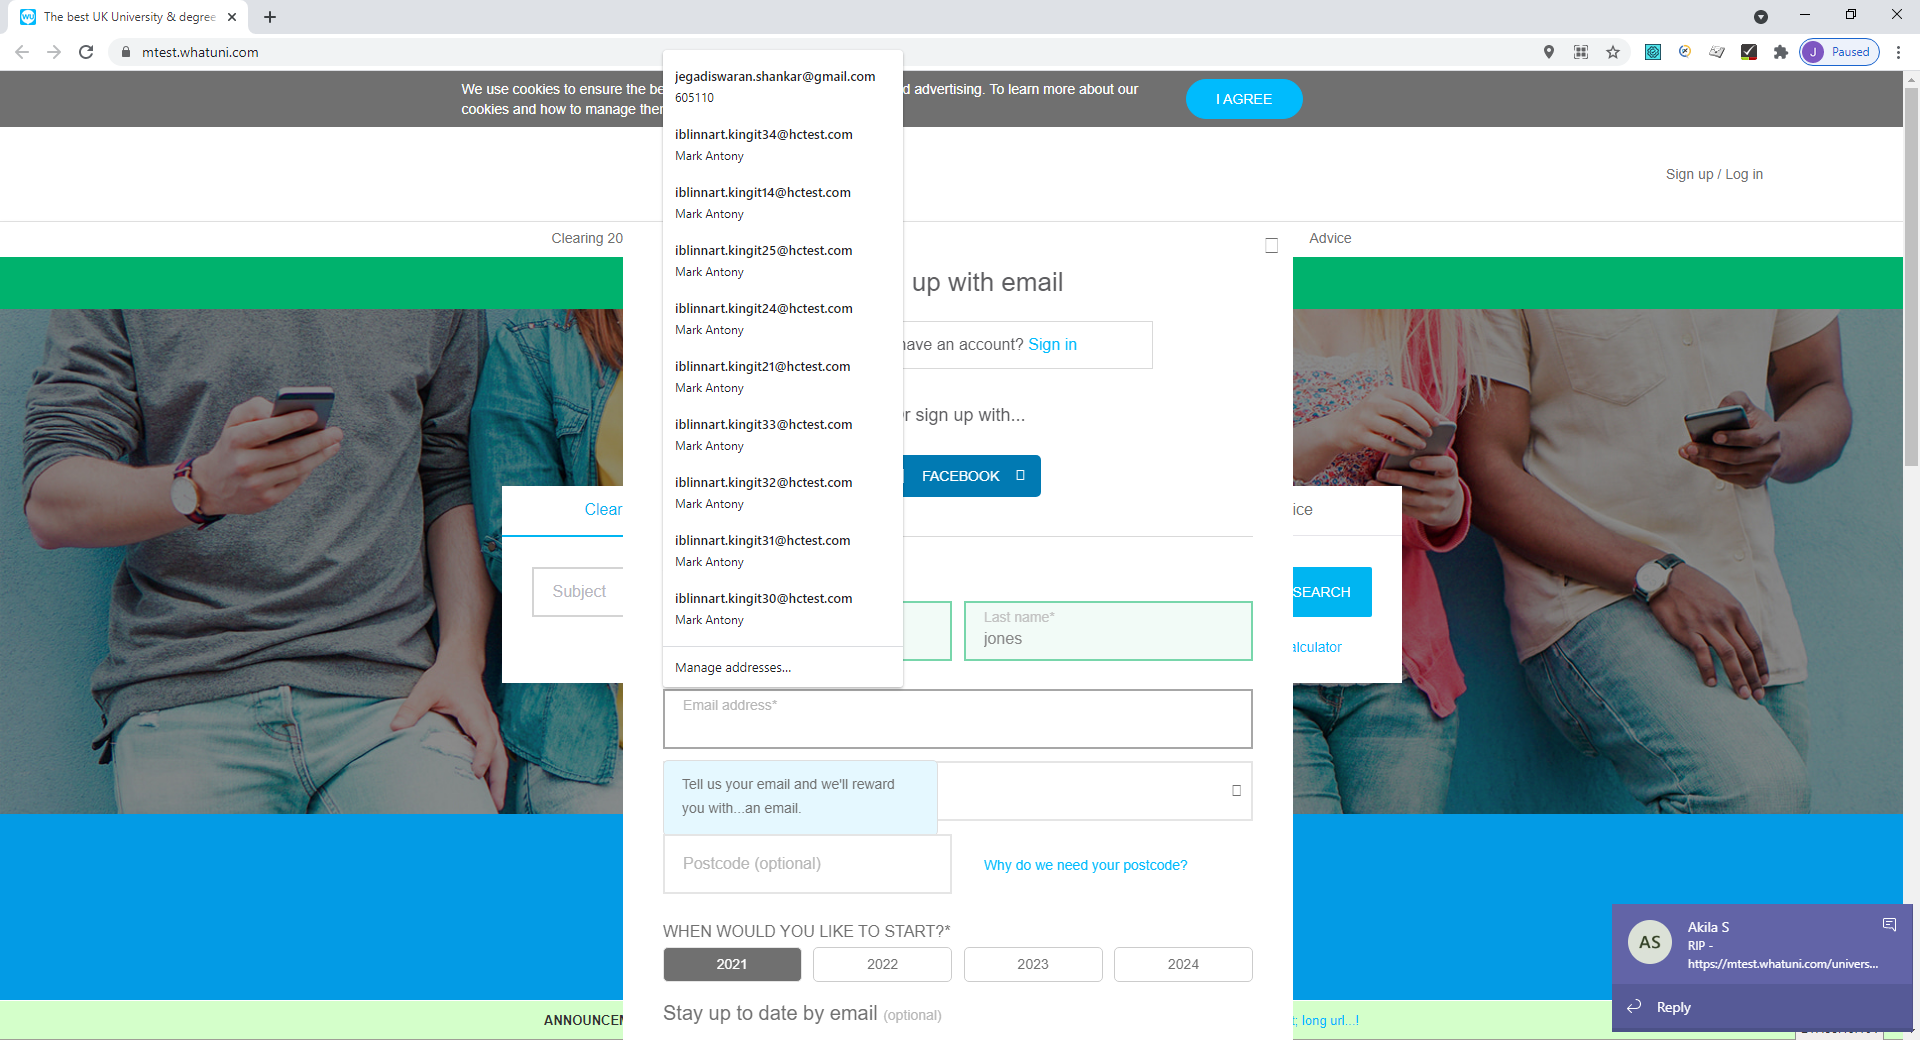 The best UK University & degree
mtest.whatuni.com
J
Paused
We use cookies to ensure the be
d advertising. To learn more about our
cookies and how to manage ther
I AGREE
Sign up / Log in
Clearing 20
Advice
jegadiswaran.shankar@gmail.com
605110
iblinnart.kingit34@hctest.com
Mark Antony
iblinnart.kingit14@hctest.com
Mark Antony
iblinnart.kingit25@hctest.com
Mark Antony
iblinnart.kingit24@hctest.com
Mark Antony
iblinnart.kingit21@hctest.com
Mark Antony
iblinnart.kingit33@hctest.com
Mark Antony
iblinnart.kingit32@hctest.com
Mark Antony
iblinnart.kingit31@hctest.com
Mark Antony
iblinnart.kingit30@hctest.com
Mark Antony
Manage addresses...
up with email
have an account? Sign in
r sign up with...
FACEBOOK
Clear
ice
Subject
SEARCH
alculator
Last name*
jones
Email address*
Tell us your email and we'll reward
you with...an email.
Postcode (optional)
Why do we need your postcode?
WHEN WOULD YOU LIKE TO START?*
2021
2022
2023
2024
Stay up to date by email (optional)
ANNOUNCEM
t; long url...!
AS
Akila S
RIP -
https://mtest.whatuni.com/univers...
Reply